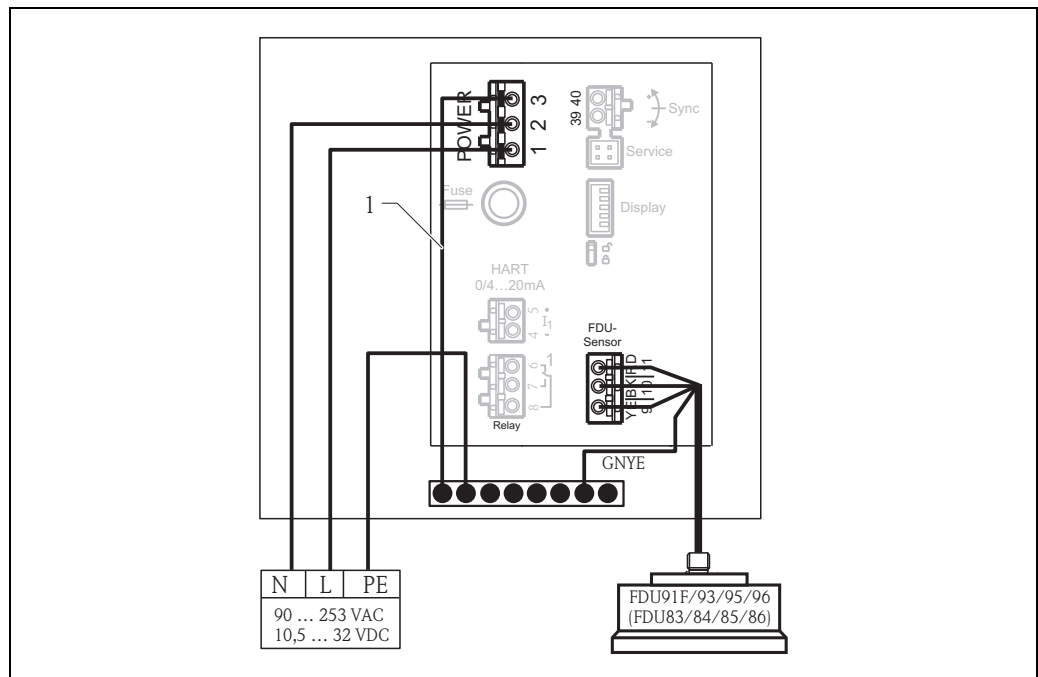 POWER
3
2
1
39 40
Sync
Service
Fuse
Display
1
HART
0/4...20mA
5 +
I1
4 -
FDU-
Sensor
RD 11
BK 10
YE 9
6
7
8
1
Relay
GNYE
N L PE
90 ... 253 VAC
10,5 ... 32 VDC
FDU91F/93/95/96
(FDU83/84/85/86)